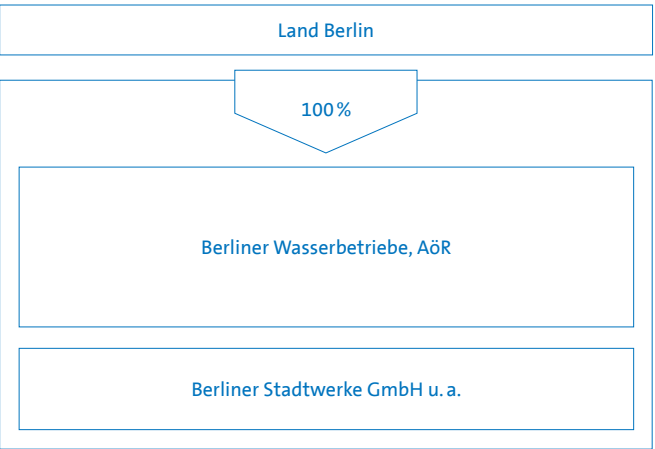 Land Berlin
100 %
Berliner Wasserbetriebe, AöR
Berliner Stadtwerke GmbH u. a.